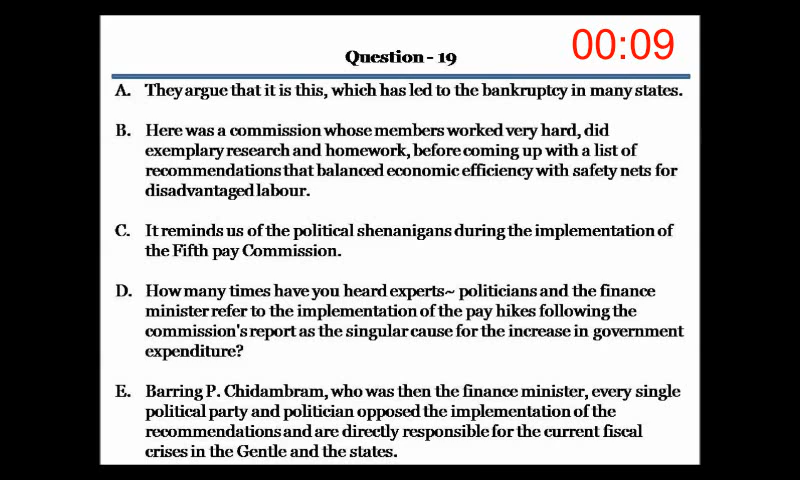 00:09
Question - 19
A. They argue that it is this, which has led to the bankruptcy in many states.
B. Here was a commission whose members worked very hard, did
exemplary research and homework, before coming up with a list of
recommendations that balanced economic efficiency with safety nets for
disadvantaged labour.
C. It reminds us of the political shenanigans during the implementation of
the Fifth pay Commission.
D. How many times have you heard experts~ politicians and the finance
minister refer to the implementation of the pay hikes following the
commission's report as the singular cause for the increase in government
expenditure?
E. Barring P. Chidambram, who was then the finance minister, every single
political party and politician opposed the implementation of the
recommendations and are directly responsible for the current fiscal
crises in the Gentle and the states.